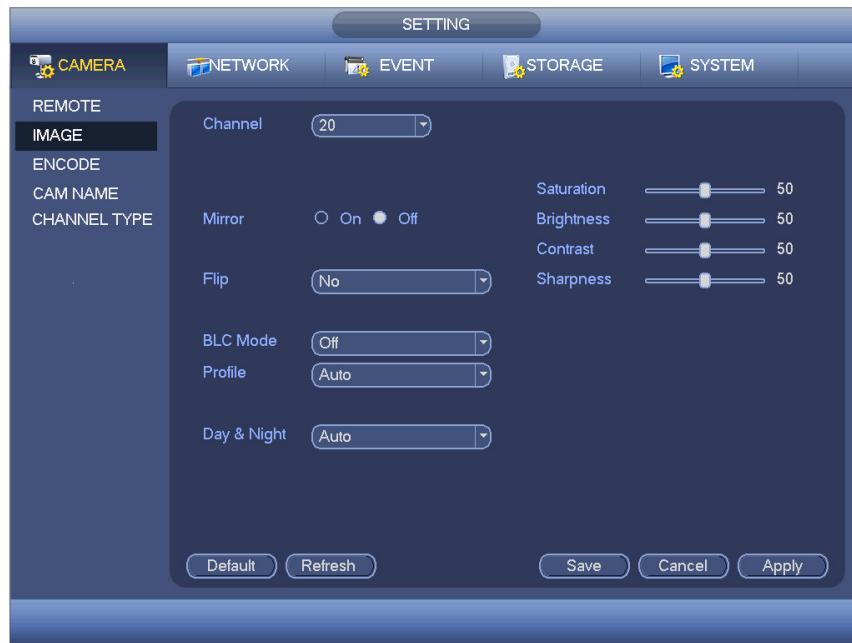 SETTING
CAMERA NETWORK EVENT STORAGE SYSTEM
REMOTE
IMAGE
ENCODE
CAM NAME
CHANNEL TYPE
Channel 20
Mirror On Off
Flip No
BLC Mode Off
Profile Auto
Day & Night Auto
Saturation 50
Brightness 50
Contrast 50
Sharpness 50
Default Refresh Save Cancel Apply